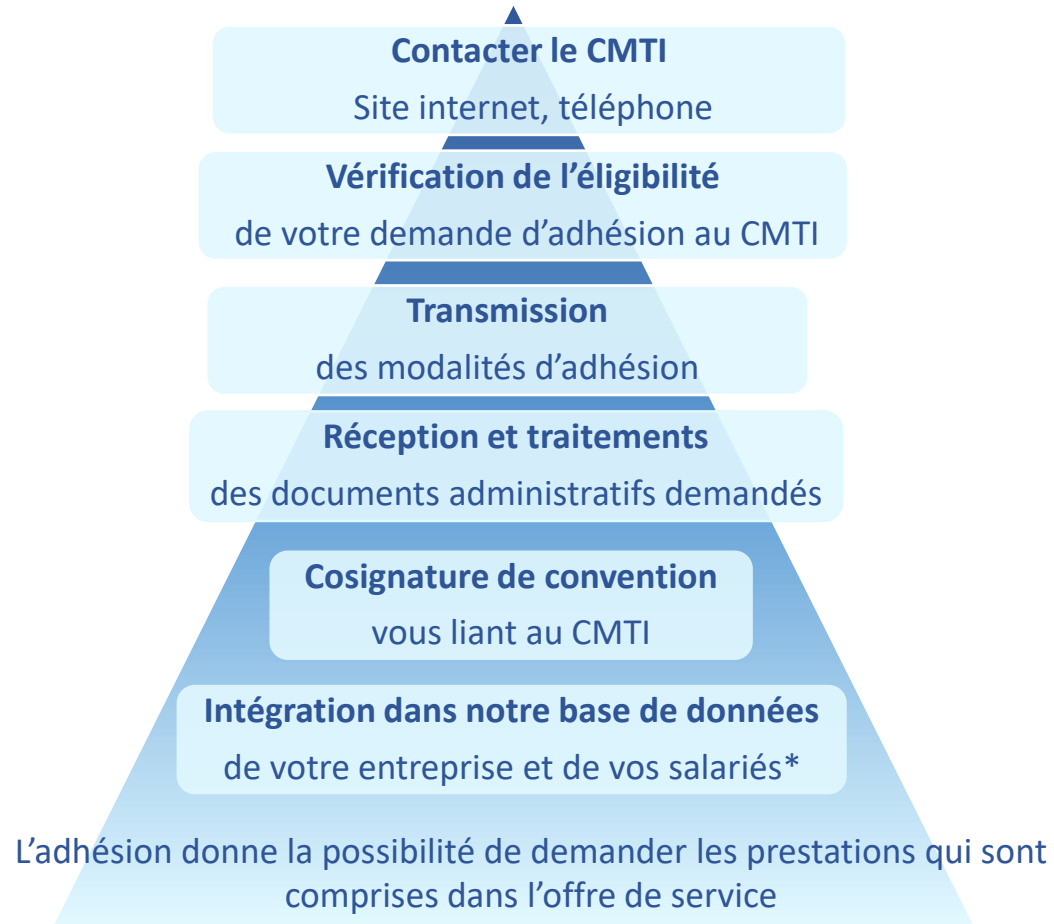 Contacter le CMTI
Site internet, téléphone
Vérification de l’éligibilité
de votre demande d’adhésion au CMTI
Transmission
des modalités d’adhésion
Réception et traitements
des documents administratifs demandés
Cosignature de convention
vous liant au CMTI
Intégration dans notre base de données
de votre entreprise et de vos salariés*
L’adhésion donne la possibilité de demander les prestations qui sont
comprises dans l’offre de service